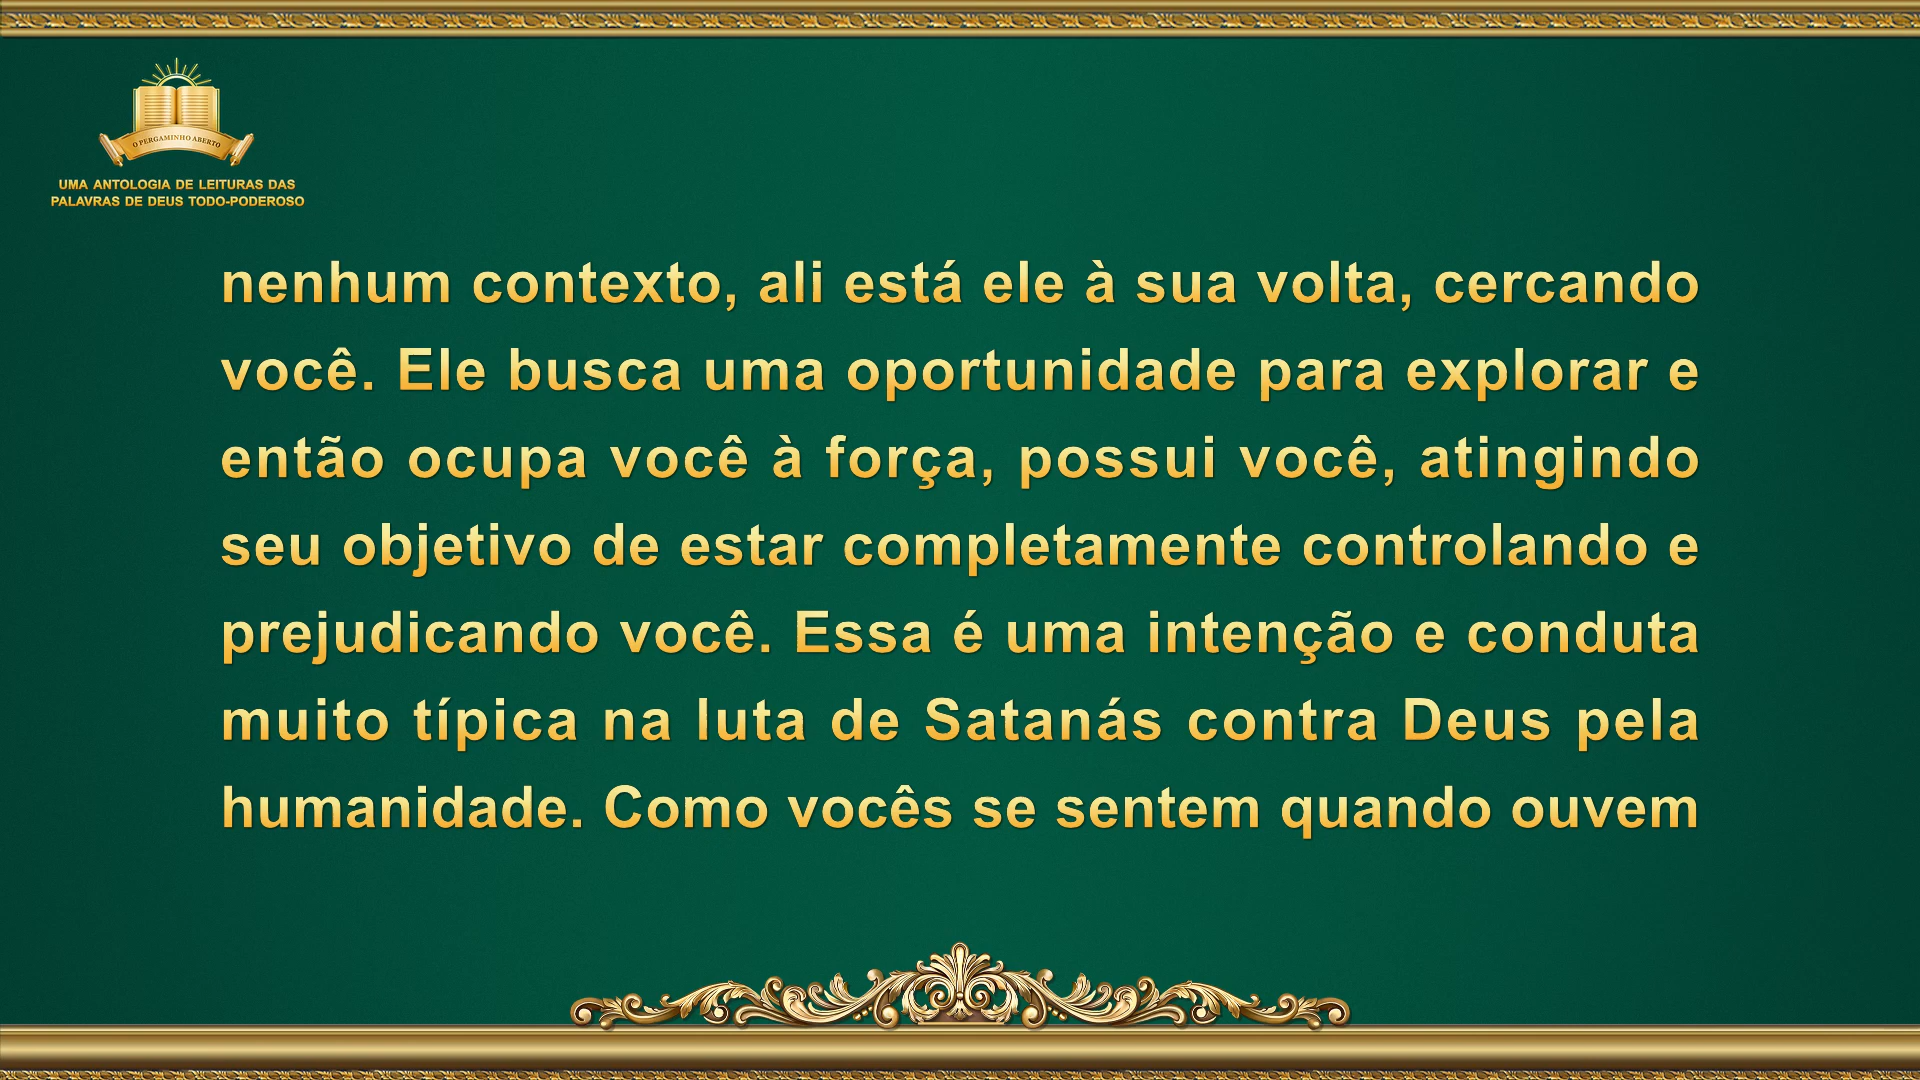 O PERGAMINHO ABERTO
UMA ANTOLOGIA DE LEITURAS DAS
PALAVRAS DE DEUS TODO-PODEROSO
nenhum contexto, ali está ele à sua volta, cercando
você. Ele busca uma oportunidade para explorar e
então ocupa você à força, possui você, atingindo
seu objetivo de estar completamente controlando e
prejudicando você. Essa é uma intenção e conduta
muito típica na luta de Satanás contra Deus pela
humanidade. Como vocês se sentem quando ouvem